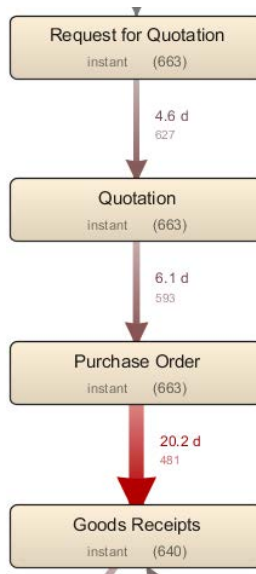 Request for Quotation
instant (663)
4.6 d
627
Quotation
instant (663)
6.1 d
593
Purchase Order
instant (663)
20.2 d
481
Goods Receipts
instant (640)